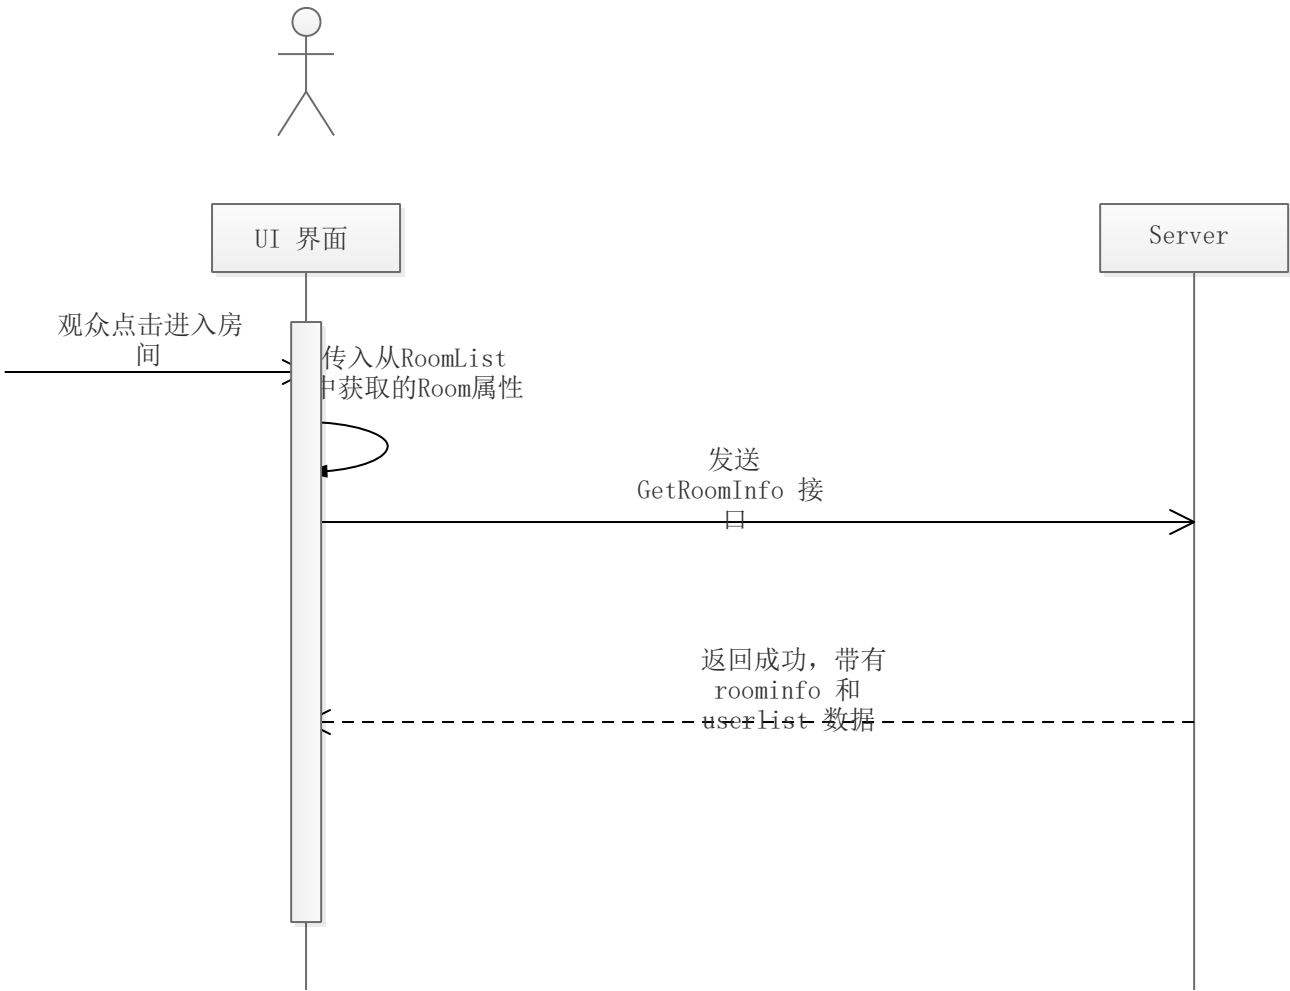 UI 界面
Server
观众点击进入房
间
传入从RoomList
中获取的Room属性
发送
GetRoomInfo 接
口
返回成功，带有
roominfo 和
userlist 数据